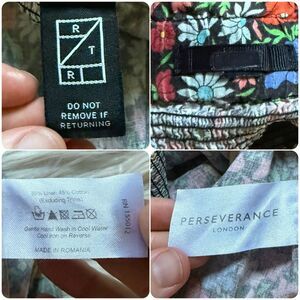 R
T
R
DO NOT
REMOVE IF
RETURNING
55% Linen, 45% Cotton
(Excluding Trims)
Gentle Hand Wash in Cool Water
Cool Iron on Reverse
MADE IN ROMANIA
PERSEVERANCE
LONDON